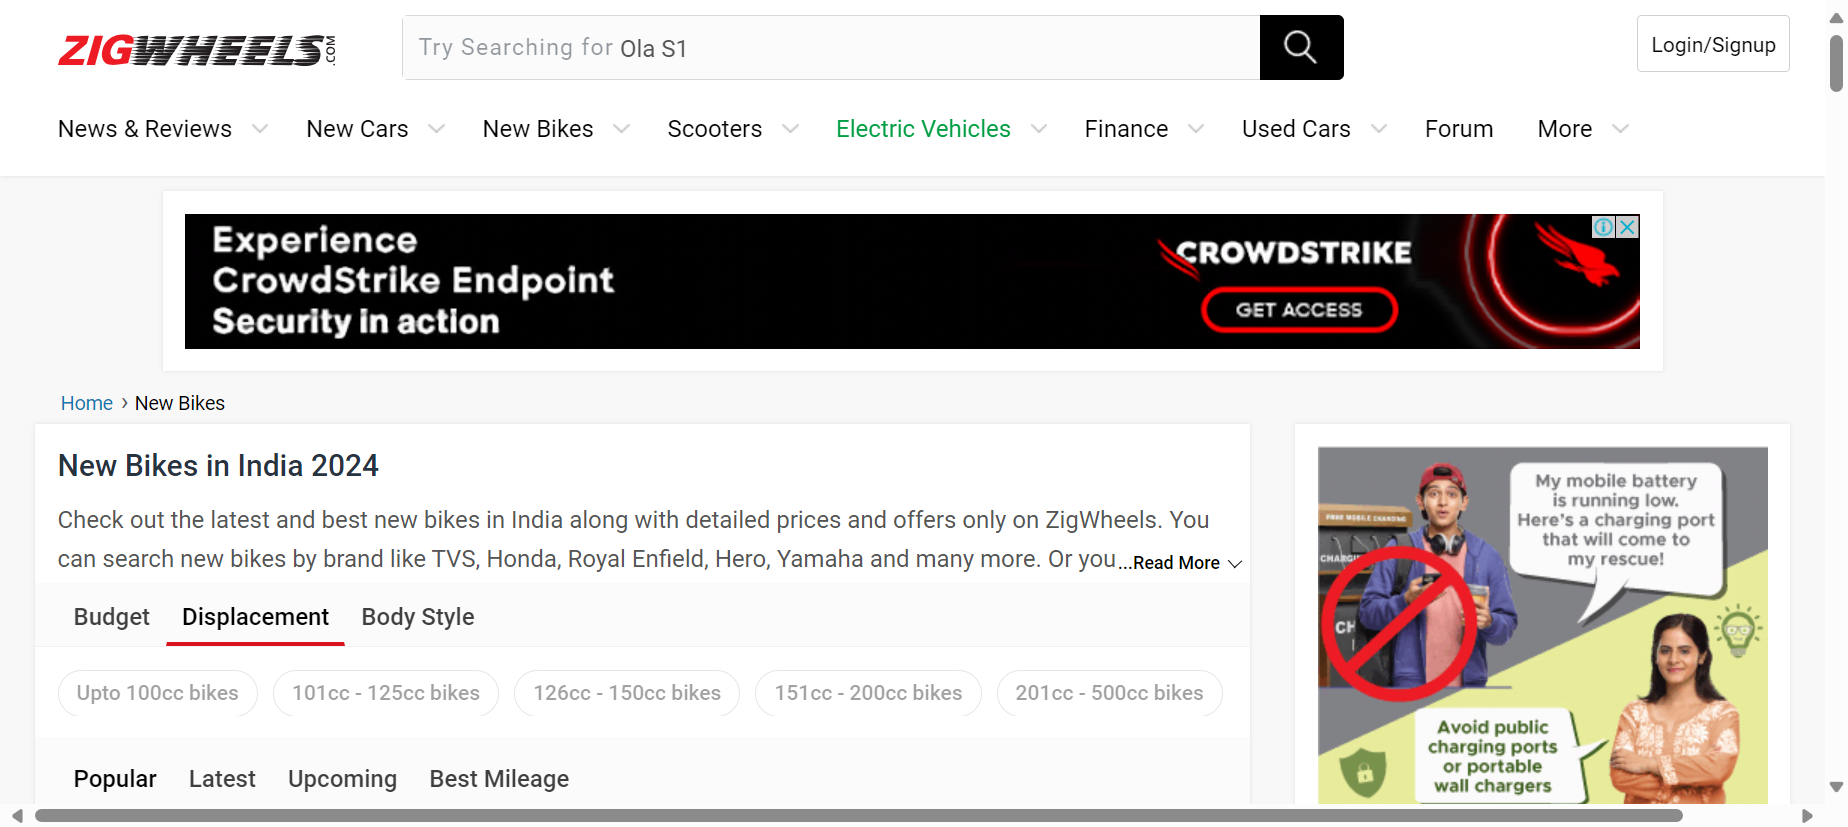 ZIGWHEELS.COM
Try Searching for Ola S1
Login/Signup
News & Reviews
New Cars
New Bikes
Scooters
Electric Vehicles
Finance
Used Cars
Forum
More
Experience
CrowdStrike Endpoint
Security in action
CROWDSTRIKE
GET ACCESS
Home › New Bikes
New Bikes in India 2024
Check out the latest and best new bikes in India along with detailed prices and offers only on ZigWheels. You
can search new bikes by brand like TVS, Honda, Royal Enfield, Hero, Yamaha and many more. Or you ...Read More
Budget
Displacement
Body Style
Upto 100cc bikes
101cc - 125cc bikes
126cc - 150cc bikes
151cc - 200cc bikes
201cc - 500cc bikes
Popular
Latest
Upcoming
Best Mileage
My mobile battery
is running low.
Here's a charging port
that will come to
my rescue!
FREE MOBILE CHARGING
Avoid public
charging ports
or portable
wall chargers